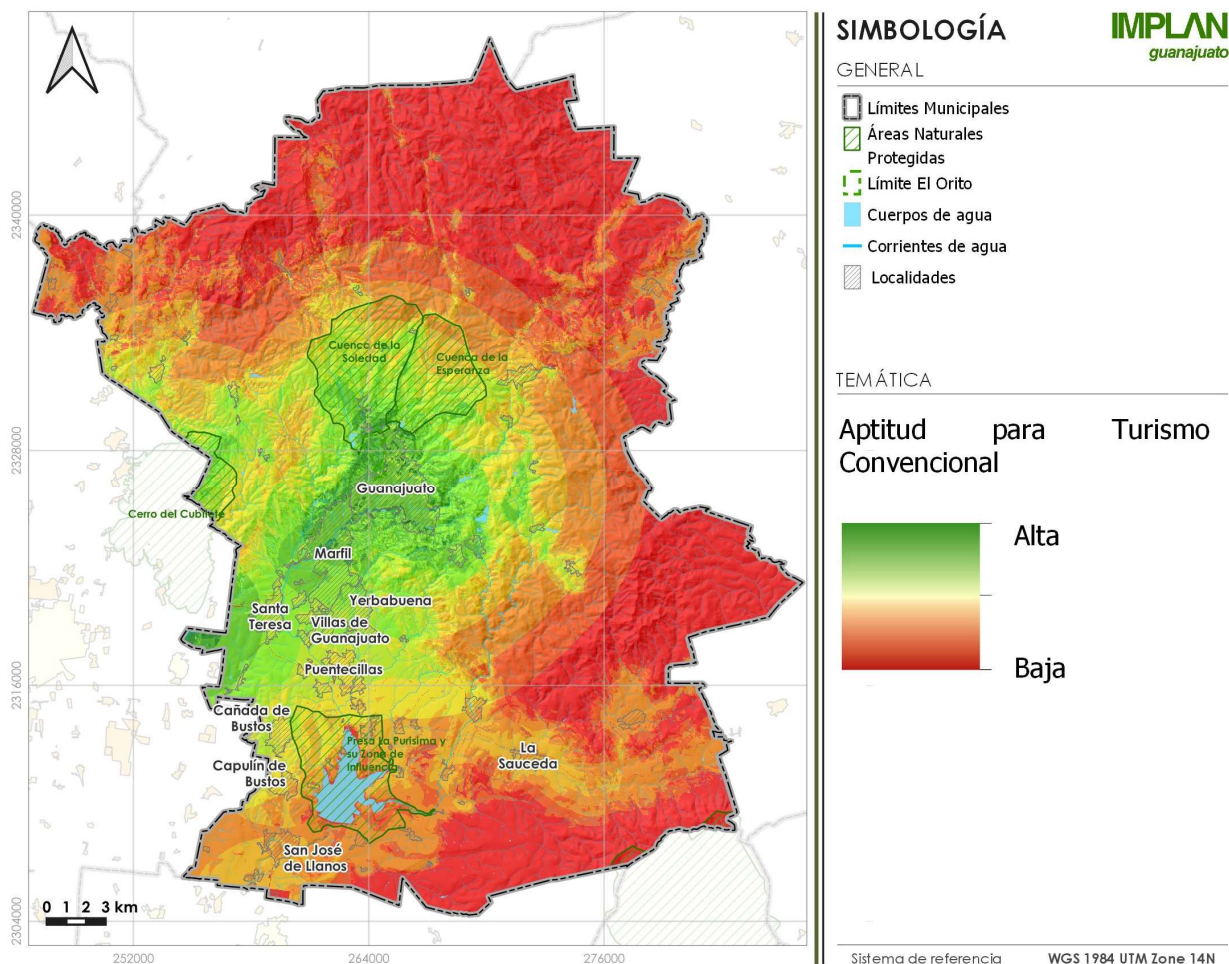 SIMBOLOGÍA
IMPLAN
guanajuato
GENERAL
Límites Municipales
Áreas Naturales
Protegidas
Límite El Orito
Cuerpos de agua
Corrientes de agua
Localidades
TEMÁTICA
Aptitud para Turismo
Convencional
Alta
Baja
Sistema de referencia WGS 1984 UTM Zone 14N
Cuenca de la
Soledad
Cuenca de la
Esperanza
Guanajuato
Cerro del Cubilete
Marfil
Santa
Teresa
Yerbabuena
Villas de
Guanajuato
Puentecillas
Cañada de
Bustos
Presa La Purisima y
su Zona de
Influencia
Capulín de
Bustos
La
Sauceda
San José
de Llanos
0 1 2 3 km
2340000
2328000
2316000
2304000
252000
264000
276000